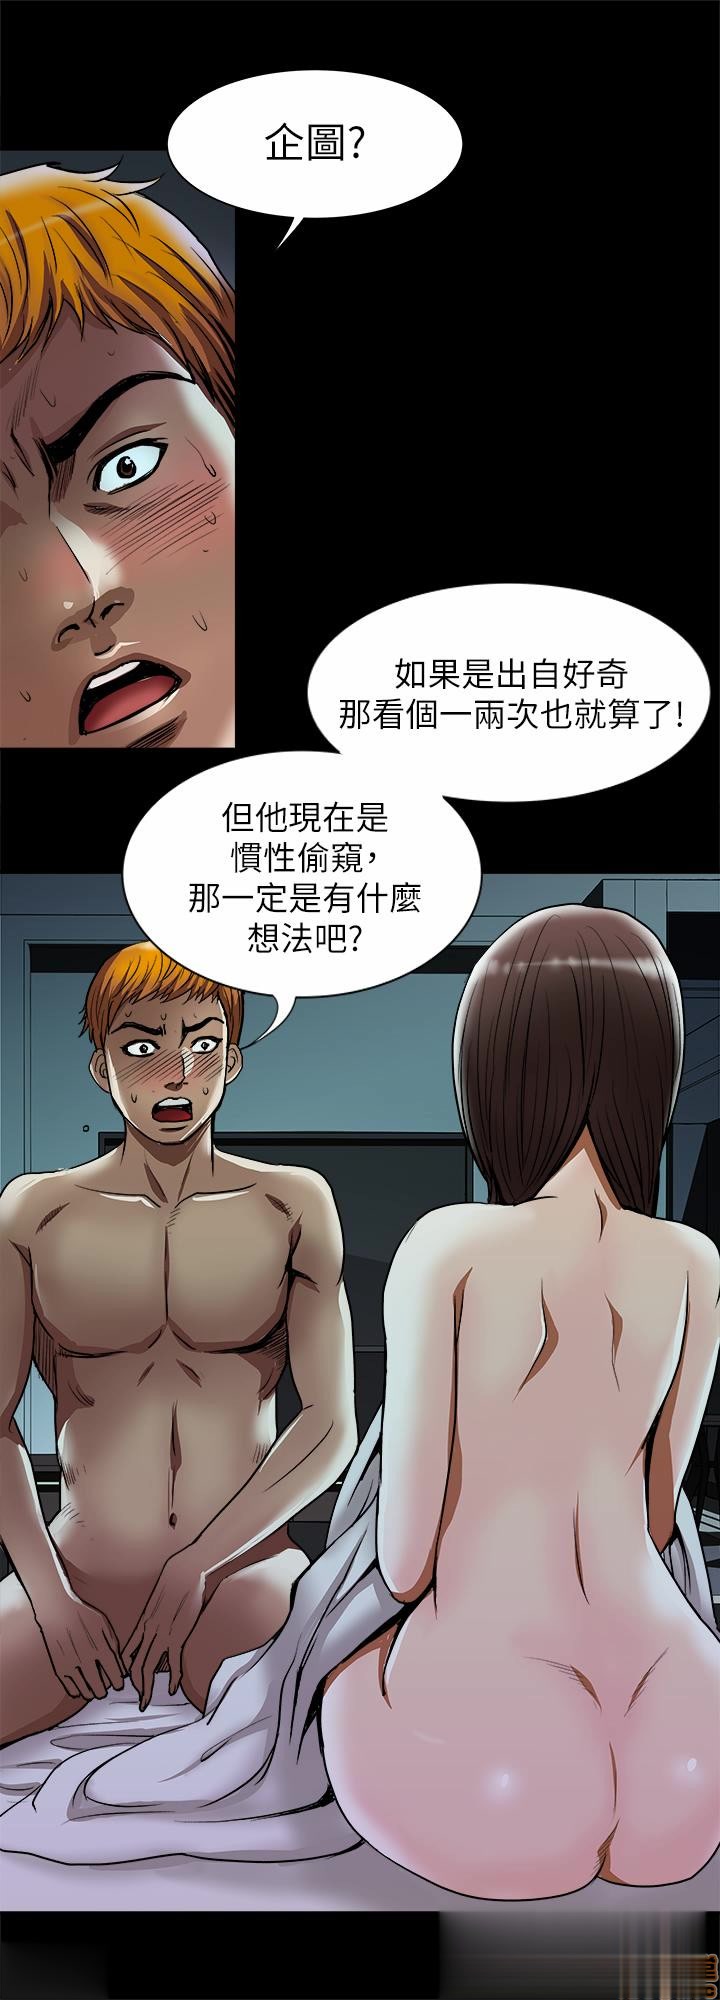 企圖?
如果是出自好奇
那看個一兩次也就算了!
但他現在是
慣性偷窺,
那一定是有什麼
想法吧?